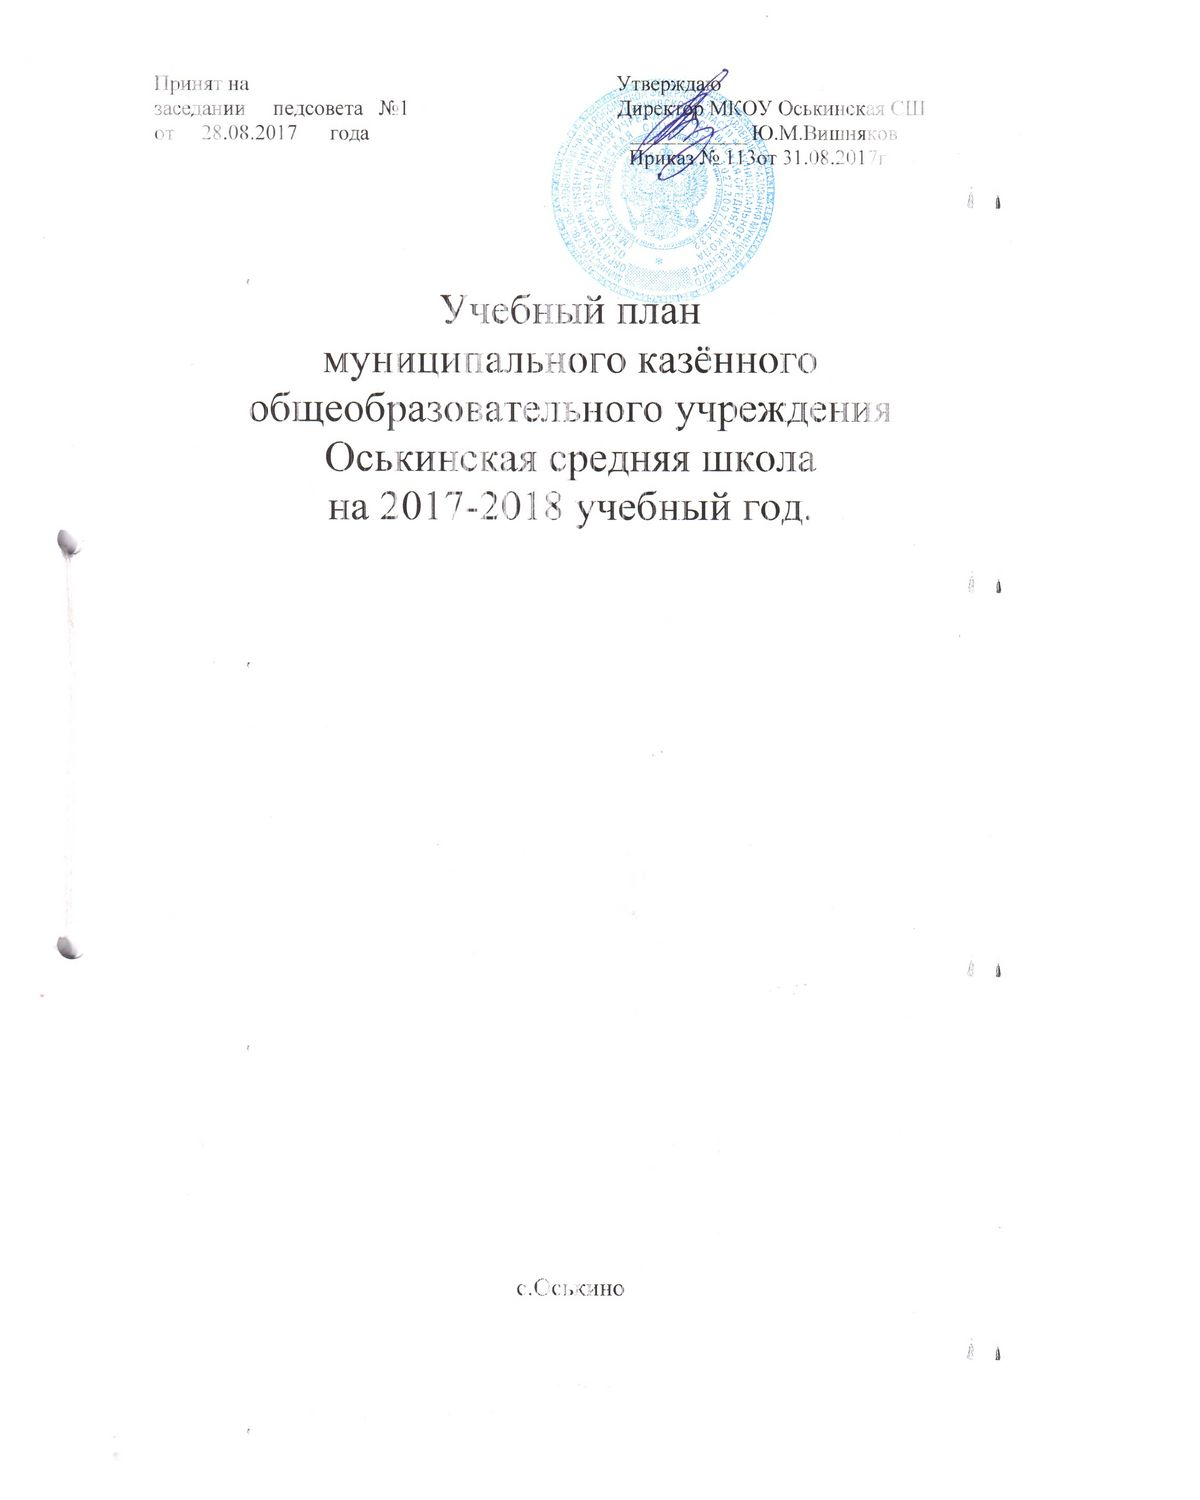 Принят на
заседании педсовета №1
от 28.08.2017 года
Утверждаю
Директор МКОУ Оськинская СШ
____________Ю.М.Вишняков
Приказ № 113от 31.08.2017г
Учебный план
муниципального казённого
общеобразовательного учреждения
Оськинская средняя школа
на 2017-2018 учебный год.
с.Оськино